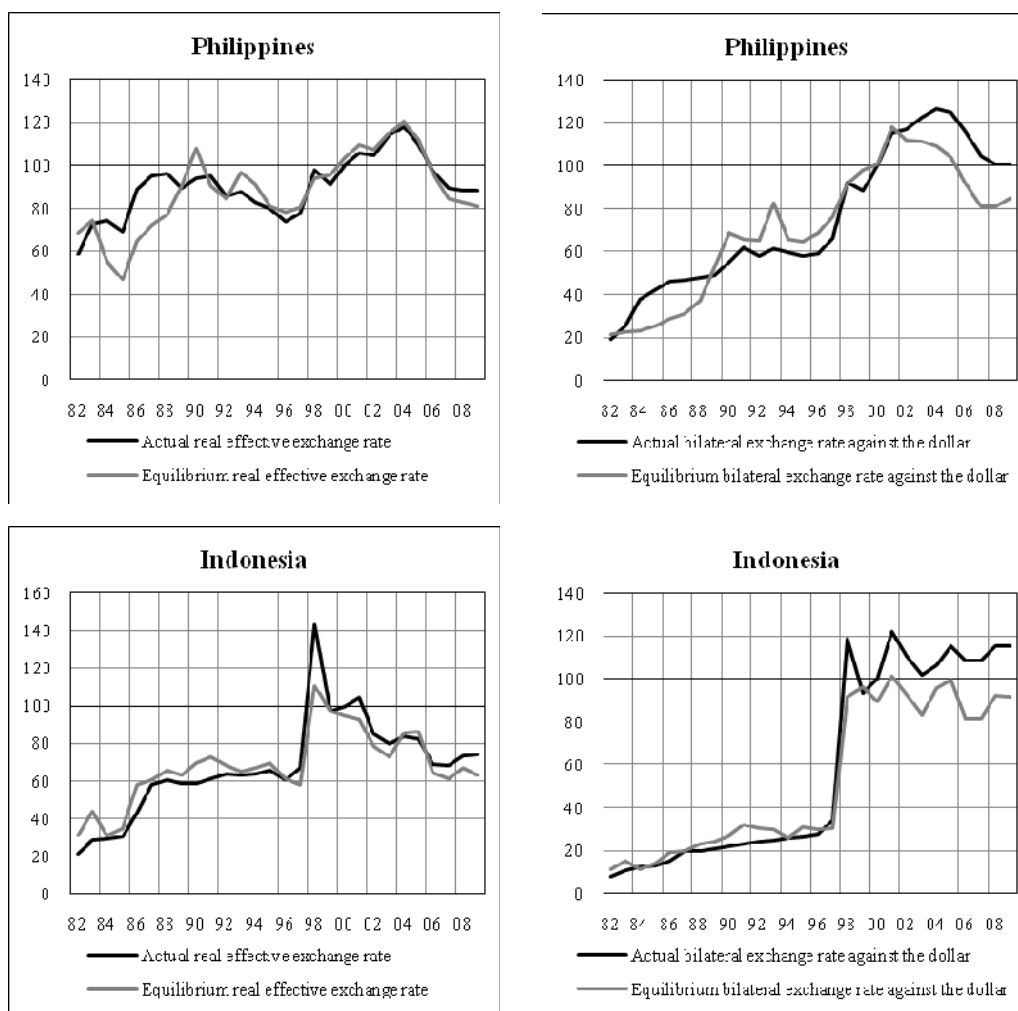 Philippines
140
120
100
80
60
40
20
0
82 84 86 88 90 92 94 96 98 00 02 04 06 08
Actual real effective exchange rate
Equilibrium real effective exchange rate
Philippines
140
120
100
80
60
40
20
0
82 84 86 88 90 92 94 96 98 00 02 04 06 08
Actual bilateral exchange rate against the dollar
Equilibrium bilateral exchange rate against the dollar
Indonesia
160
140
120
100
80
60
40
20
0
82 84 86 88 90 92 94 96 98 00 02 04 06 08
Actual real effective exchange rate
Equilibrium real effective exchange rate
Indonesia
140
120
100
80
60
40
20
0
82 84 86 88 90 92 94 96 98 00 02 04 06 08
Actual bilateral exchange rate against the dollar
Equilibrium bilateral exchange rate against the dollar